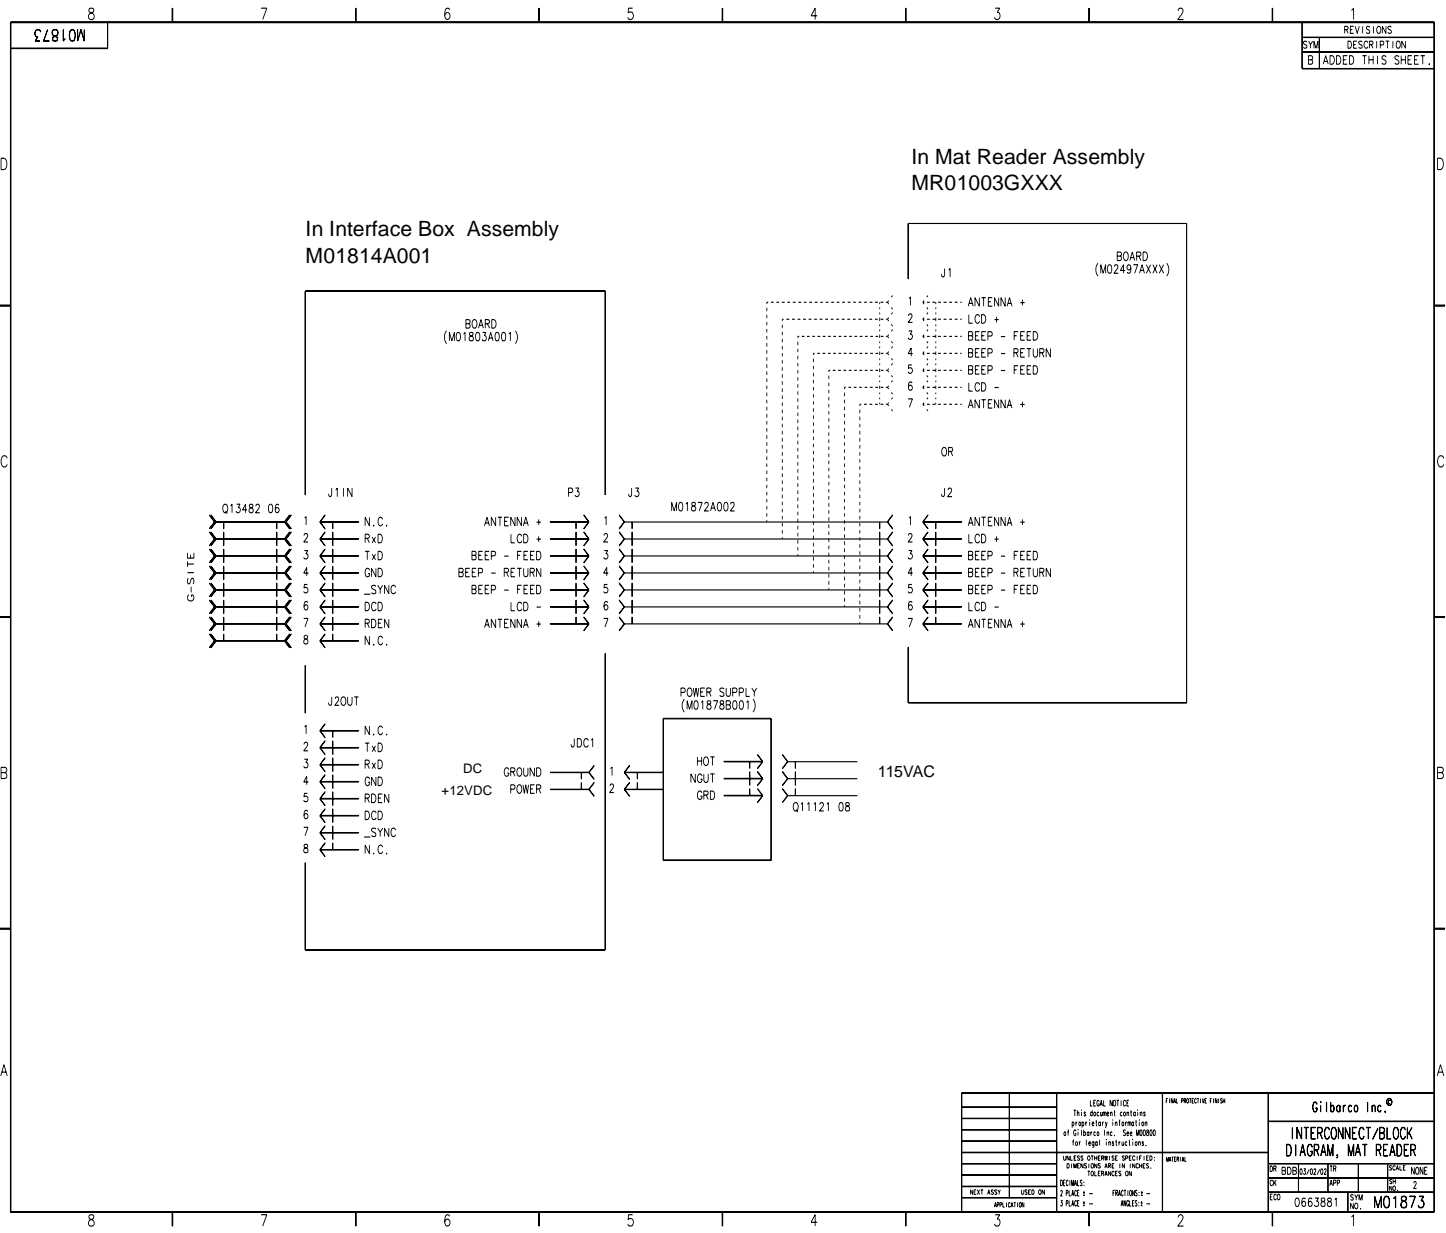 8 7 6 5 4 3 2 1
M01873
REVISIONS
SYM DESCRIPTION
B ADDED THIS SHEET.
D D
In Mat Reader Assembly
MR01003GXXX
In Interface Box Assembly
M01814A001
BOARD
(M02497AXXX)
J1
1 ANTENNA +
2 LCD +
3 BEEP - FEED
4 BEEP - RETURN
5 BEEP - FEED
6 LCD -
7 ANTENNA +
BOARD
(M01803A001)
OR
C C
J1IN P3 J3 J2
Q13482 06 M01872A002
G-SITE
1 N.C. ANTENNA + 1 1 ANTENNA +
2 RxD LCD + 2 2 LCD +
3 TxD BEEP - FEED 3 3 BEEP - FEED
4 GND BEEP - RETURN 4 4 BEEP - RETURN
5 _SYNC BEEP - FEED 5 5 BEEP - FEED
6 DCD LCD - 6 6 LCD -
7 RDEN ANTENNA + 7 7 ANTENNA +
8 N.C.
J2OUT
POWER SUPPLY
(M01878B001)
1 N.C.
2 TxD
3 RxD
4 GND
5 RDEN
6 DCD
7 _SYNC
8 N.C.
JDC1
DC GROUND 1
+12VDC POWER 2
HOT
NGUT
GRD
115VAC
Q11121 08
B B
A A
LEGAL NOTICE
This document contains
proprietary information
of Gilbarco Inc. See M00800
for legal instructions.
UNLESS OTHERWISE SPECIFIED:
DIMENSIONS ARE IN INCHES.
TOLERANCES ON
DECIMALS:
2 PLACE ± - FRACTIONS:± -
3 PLACE ± - ANGLES:± -
FINAL PROTECTIVE FINISH
MATERIAL
NEXT ASSY USED ON
APPLICATION
Gilbarco Inc.©
INTERCONNECT/BLOCK
DIAGRAM, MAT READER
DR BDB 03/02/02 TR SCALE NONE
CK APP SH NO. 2
ECO 0663881 SYM NO. M01873
8 7 6 5 4 3 2 1